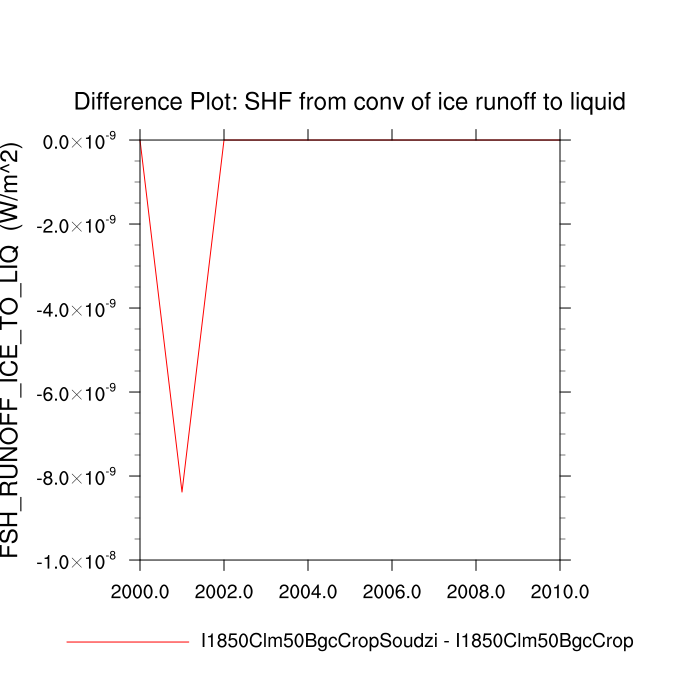 Difference Plot: SHF from conv of ice runoff to liquid
FSH_RUNOFF_ICE_TO_LIQ (W/m^2)
0.0×10⁻⁹
-2.0×10⁻⁹
-4.0×10⁻⁹
-6.0×10⁻⁹
-8.0×10⁻⁹
-1.0×10⁻⁸
2000.0 2002.0 2004.0 2006.0 2008.0 2010.0
I1850Clm50BgcCropSoudzi - I1850Clm50BgcCrop